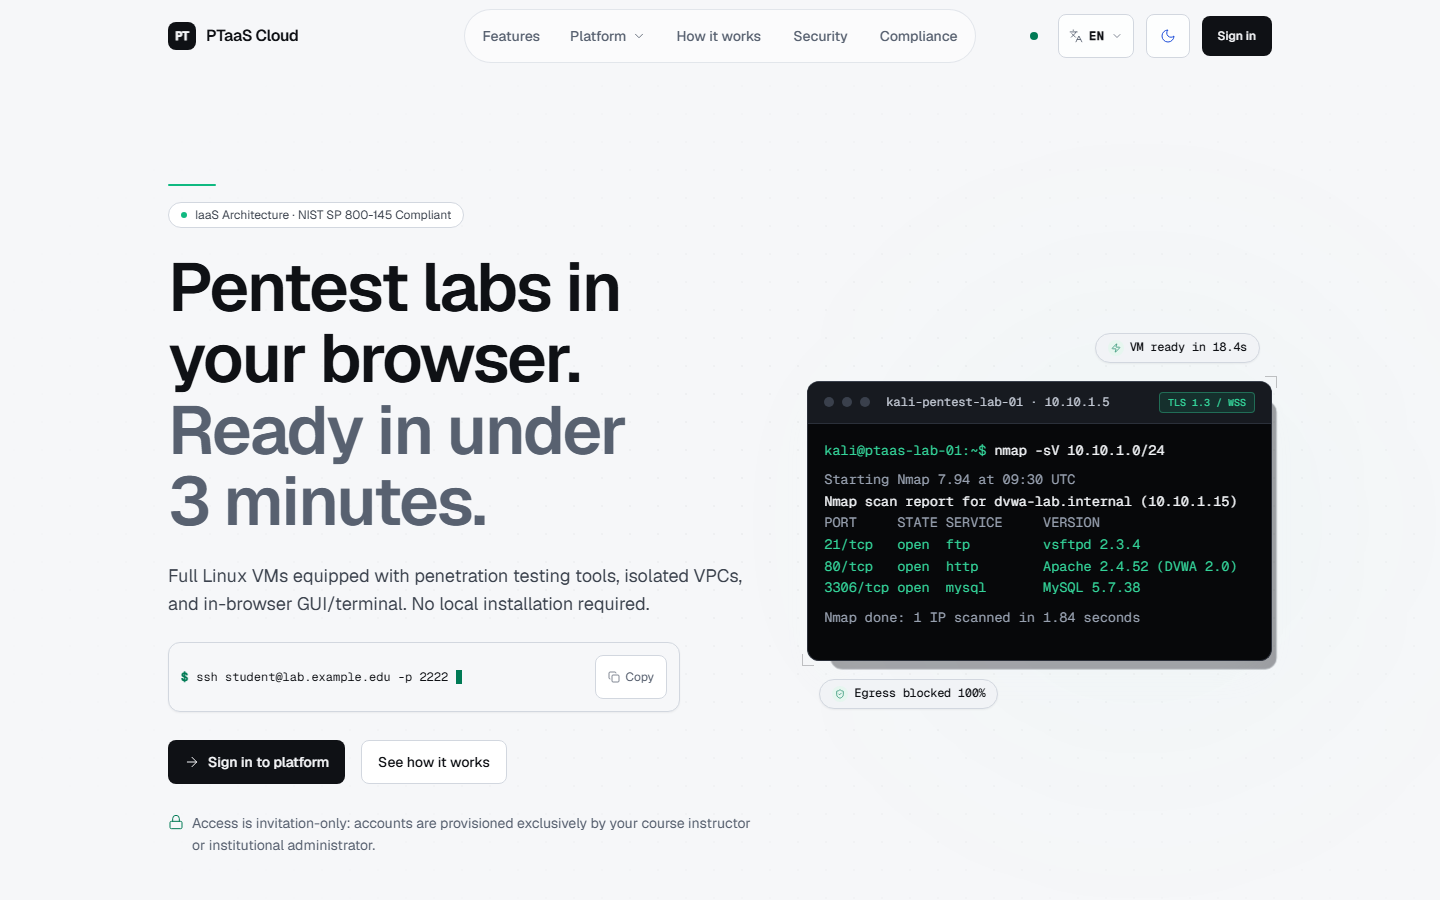 PT PTaaS Cloud
Features Platform How it works Security Compliance
EN
Sign in
IaaS Architecture · NIST SP 800-145 Compliant
Pentest labs in
your browser.
Ready in under
3 minutes.
Full Linux VMs equipped with penetration testing tools, isolated VPCs,
and in-browser GUI/terminal. No local installation required.
$ ssh student@lab.example.edu -p 2222
Copy
Sign in to platform
See how it works
Access is invitation-only: accounts are provisioned exclusively by your course instructor
or institutional administrator.
VM ready in 18.4s
kali-pentest-lab-01 · 10.10.1.5
TLS 1.3 / WSS
kali@ptaas-lab-01:~$ nmap -sV 10.10.1.0/24
Starting Nmap 7.94 at 09:30 UTC
Nmap scan report for dvwa-lab.internal (10.10.1.15)
PORT STATE SERVICE VERSION
21/tcp open ftp vsftpd 2.3.4
80/tcp open http Apache 2.4.52 (DVWA 2.0)
3306/tcp open mysql MySQL 5.7.38
Nmap done: 1 IP scanned in 1.84 seconds
Egress blocked 100%